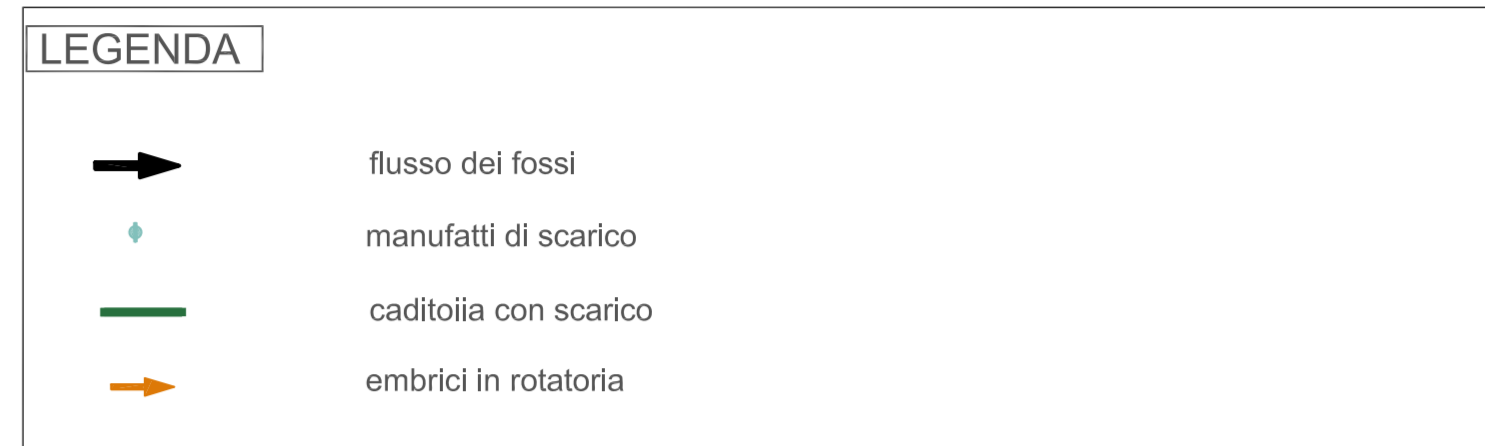 LEGENDA
flusso dei fossi
manufatti di scarico
caditoiia con scarico
embrici in rotatoria